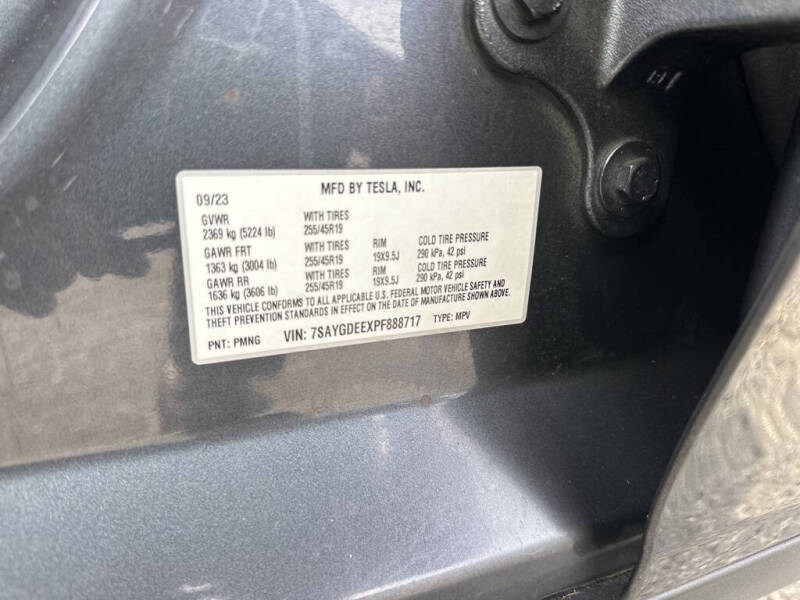 09/23 MFD BY TESLA, INC.
GVWR WITH TIRES
2369 kg (5224 lb) 255/45R19
GAWR FRT WITH TIRES RIM COLD TIRE PRESSURE
1363 kg (3004 lb) 255/45R19 19X9.5J 290 kPa, 42 psi
GAWR RR WITH TIRES RIM COLD TIRE PRESSURE
1636 kg (3606 lb) 255/45R19 19X9.5J 290 kPa, 42 psi
THIS VEHICLE CONFORMS TO ALL APPLICABLE U.S. FEDERAL MOTOR VEHICLE SAFETY AND
THEFT PREVENTION STANDARDS IN EFFECT ON THE DATE OF MANUFACTURE SHOWN ABOVE.
PNT: PMNG VIN: 7SAYGDEEXPF888717 TYPE: MPV